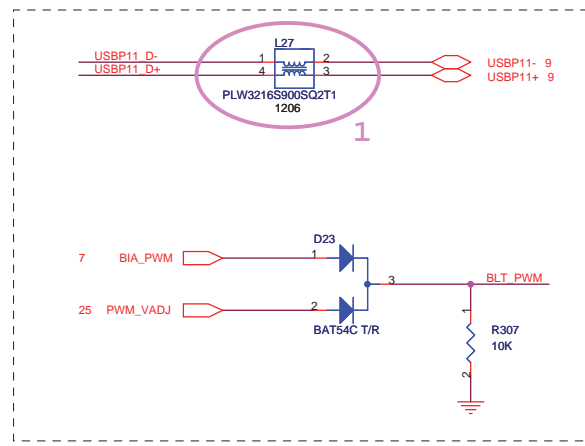 L27
USBP11_D- 1 2 USBP11- 9
USBP11_D+ 4 3 USBP11+ 9
PLW3216S900SQ2T1
1206
1
D23
7 BIA_PWM 1
3 BLT_PWM
25 PWM_VADJ 2
BAT54C T/R
1
R307
10K
2